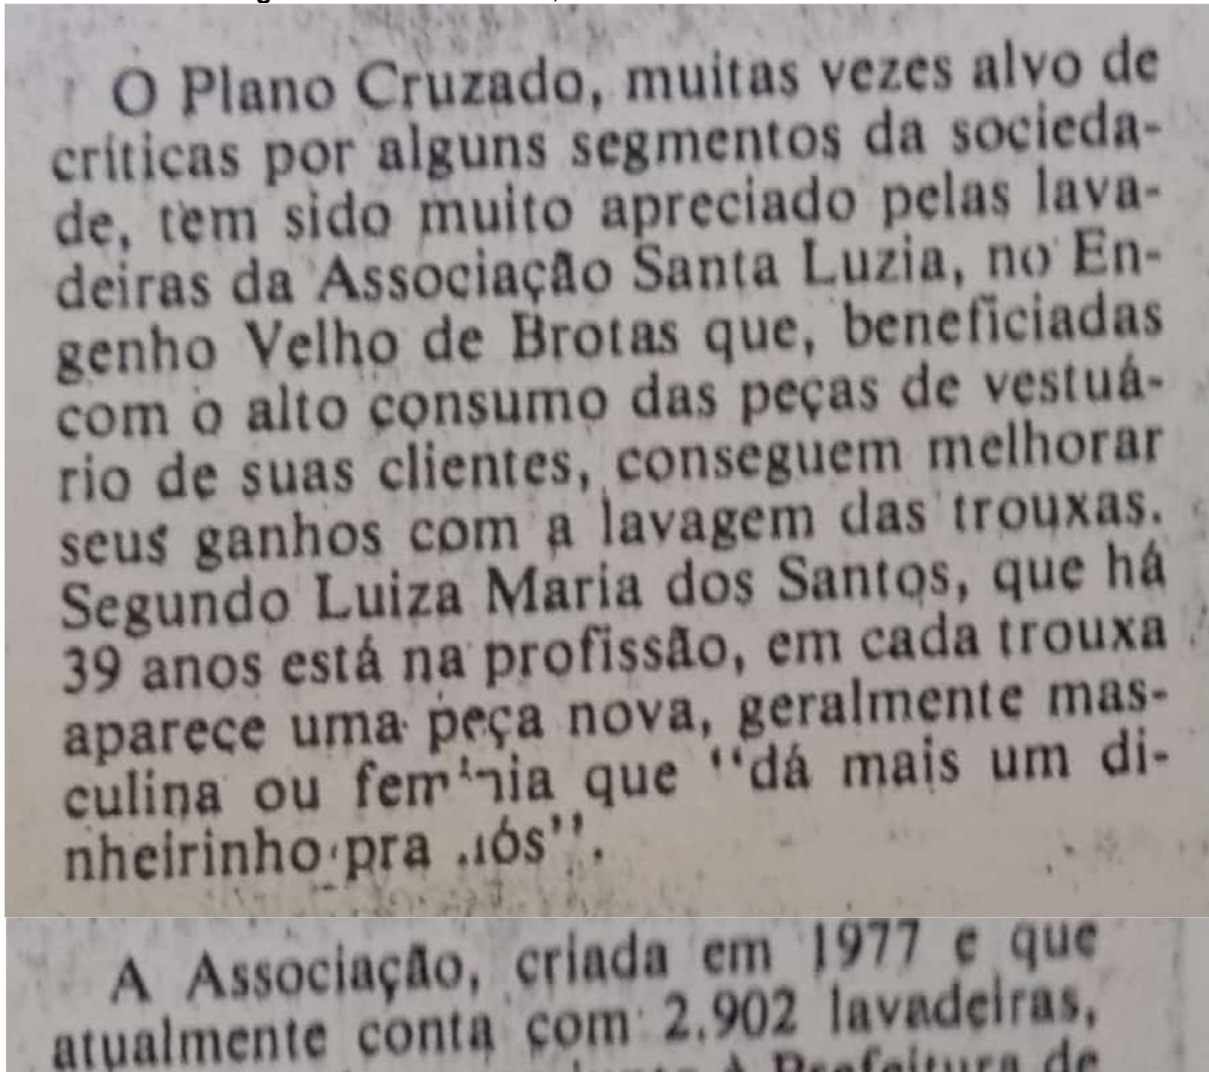 O Plano Cruzado, muitas vezes alvo de
críticas por alguns segmentos da socieda-
de, tem sido muito apreciado pelas lava-
deiras da Associação Santa Luzia, no En-
genho Velho de Brotas que, beneficiadas
com o alto consumo das peças de vestuá-
rio de suas clientes, conseguem melhorar
seus ganhos com a lavagem das trouxas.
Segundo Luiza Maria dos Santos, que há
39 anos está na profissão, em cada trouxa
aparece uma peça nova, geralmente mas-
culina ou que "dá mais um di-
nheirinho pra nós".
A Associação, criada em 1977 e que
atualmente conta com 2.902 lavadeiras,
à Prefeitura de